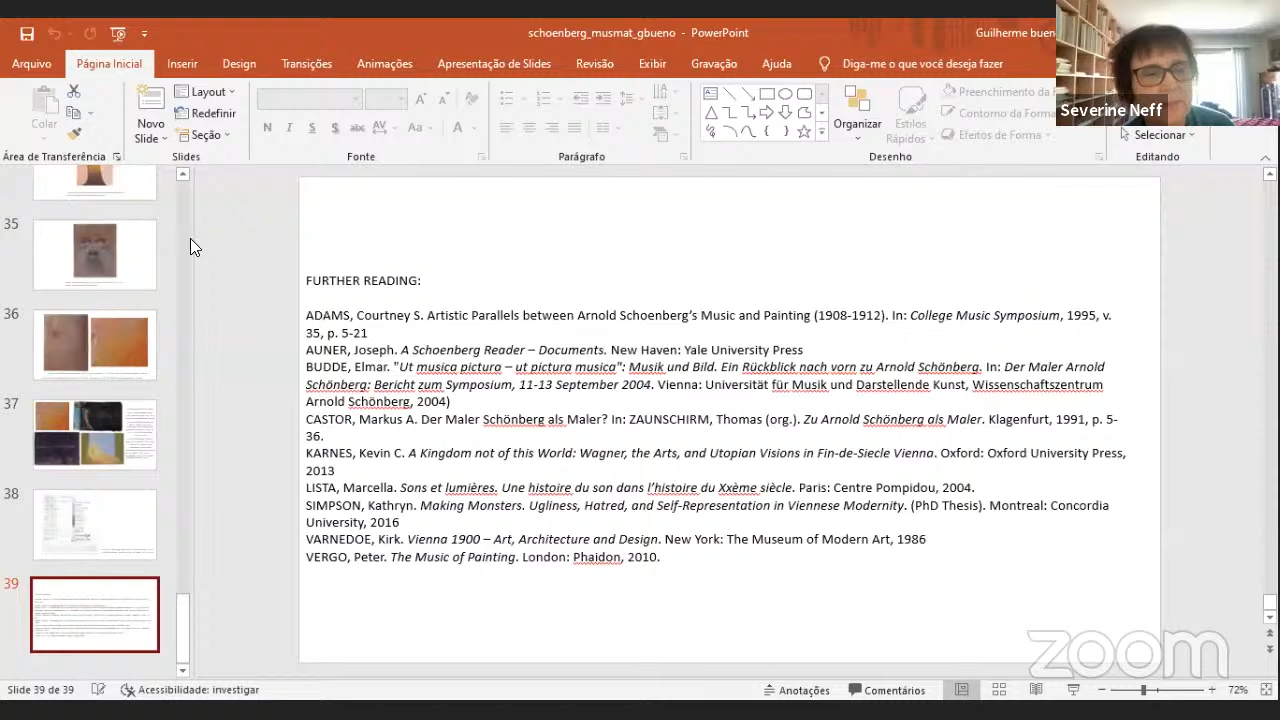 schoenberg_musmat_gbueno - PowerPoint
Guilherme buen
Arquivo Página Inicial Inserir Design Transições Animações Apresentação de Slides Revisão Exibir Gravação Ajuda Diga-me o que você deseja fazer
Severine Neff
Colar
Novo Slide
Layout
Redefinir
Seção
N I S S abc AV Aa A
Organizar
Estilos Rápidos
Preenchimento da Forma
Contorno da Forma
Efeitos de Forma
Selecionar
Área de Transferência Slides Fonte Parágrafo Desenho Editando
35
36
37
38
39
FURTHER READING:
ADAMS, Courtney S. Artistic Parallels between Arnold Schoenberg's Music and Painting (1908-1912). In: College Music Symposium, 1995, v.
35, p. 5-21
AUNER, Joseph. A Schoenberg Reader – Documents. New Haven: Yale University Press
BUDDE, Elmar. "Ut musica pictura – ut pictura musica": Musik und Bild. Ein Rückblick nach vorn zu Arnold Schönberg. In: Der Maler Arnold
Schönberg: Bericht zum Symposium, 11-13 September 2004. Vienna: Universität für Musik und Darstellende Kunst, Wissenschaftszentrum
Arnold Schönberg, 2004)
CASTOR, Markus A. Der Maler Schönberg als Maler? In: ZAUNSCHIRM, Thomas (org.). Zu Arnold Schönberg als Maler. Klagenfurt, 1991, p. 5-
36.
KARNES, Kevin C. A Kingdom not of this World: Wagner, the Arts, and Utopian Visions in Fin-de-Siecle Vienna. Oxford: Oxford University Press,
2013
LISTA, Marcella. Sons et lumières. Une histoire du son dans l'histoire du Xxème siècle. Paris: Centre Pompidou, 2004.
SIMPSON, Kathryn. Making Monsters. Ugliness, Hatred, and Self-Representation in Viennese Modernity. (PhD Thesis). Montreal: Concordia
University, 2016
VARNEDOE, Kirk. Vienna 1900 – Art, Architecture and Design. New York: The Museum of Modern Art, 1986
VERGO, Peter. The Music of Painting. London: Phaidon, 2010.
zoom
Slide 39 de 39 Acessibilidade: investigar Anotações Comentários 72%